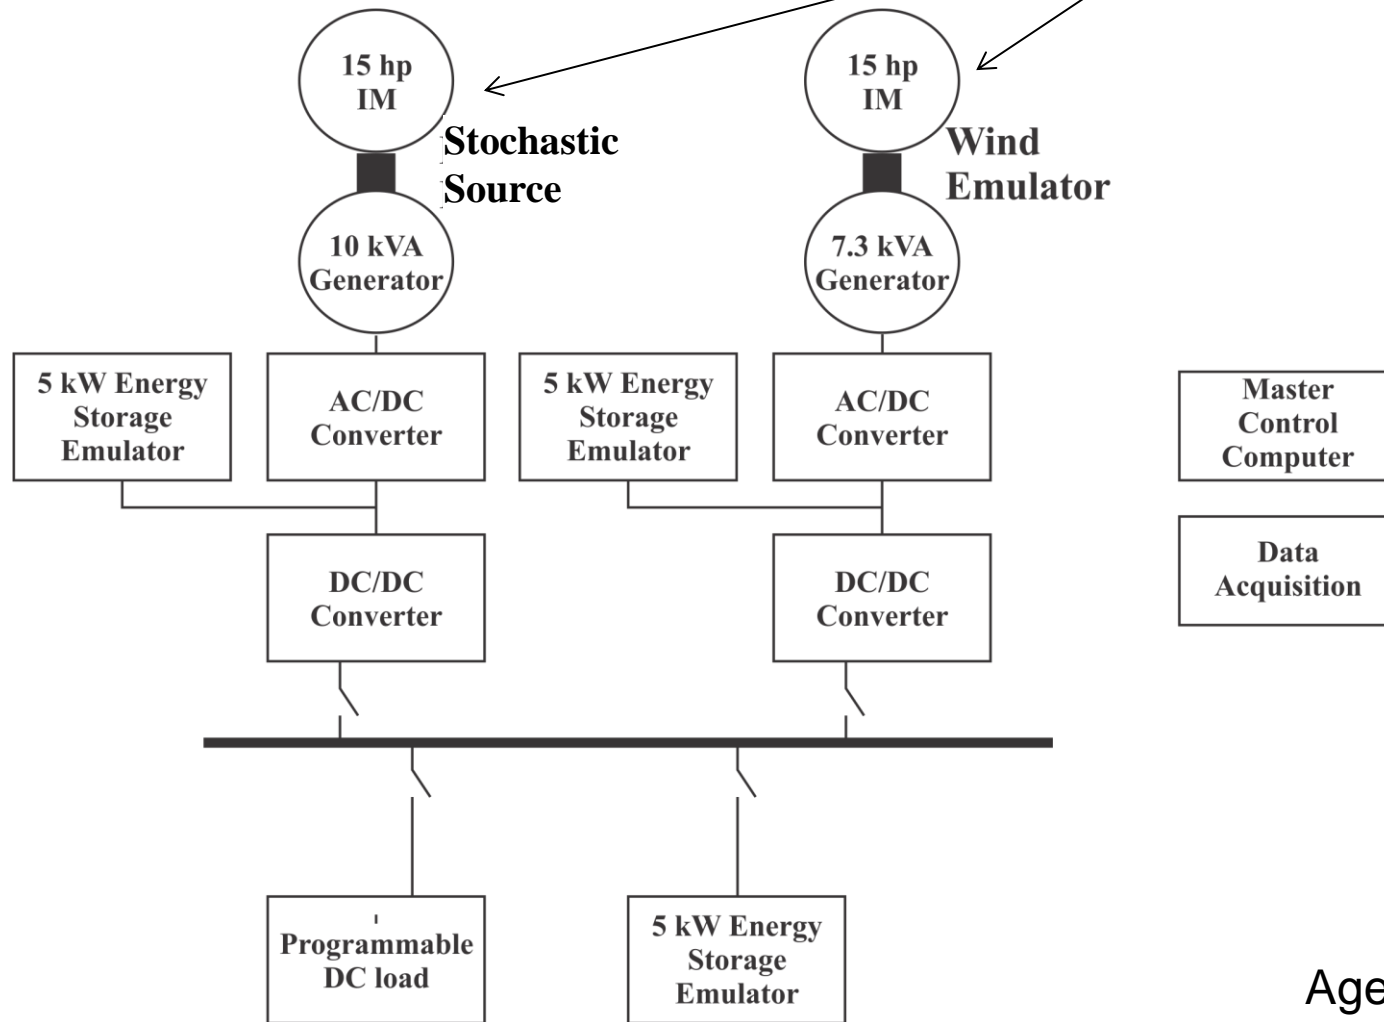 15 hp
IM
Stochastic
Source
10 kVA
Generator
15 hp
IM
Wind
Emulator
7.3 kVA
Generator
5 kW Energy
Storage
Emulator
AC/DC
Converter
5 kW Energy
Storage
Emulator
AC/DC
Converter
Master
Control
Computer
DC/DC
Converter
DC/DC
Converter
Data
Acquisition
Programmable
DC load
5 kW Energy
Storage
Emulator
Age